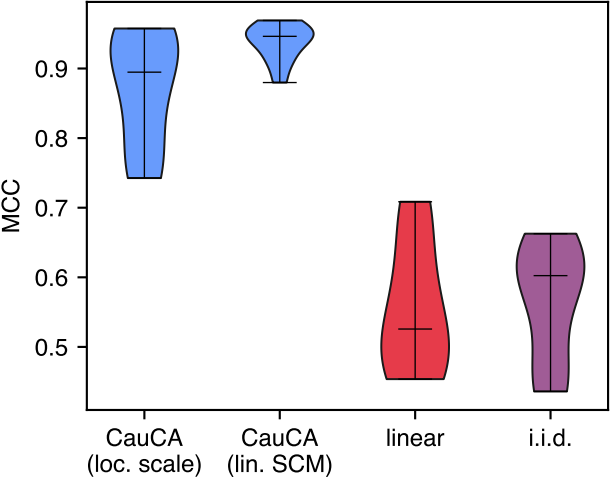 MCC
0.9
0.8
0.7
0.6
0.5
CauCA
(loc. scale)
CauCA
(lin. SCM)
linear
i.i.d.